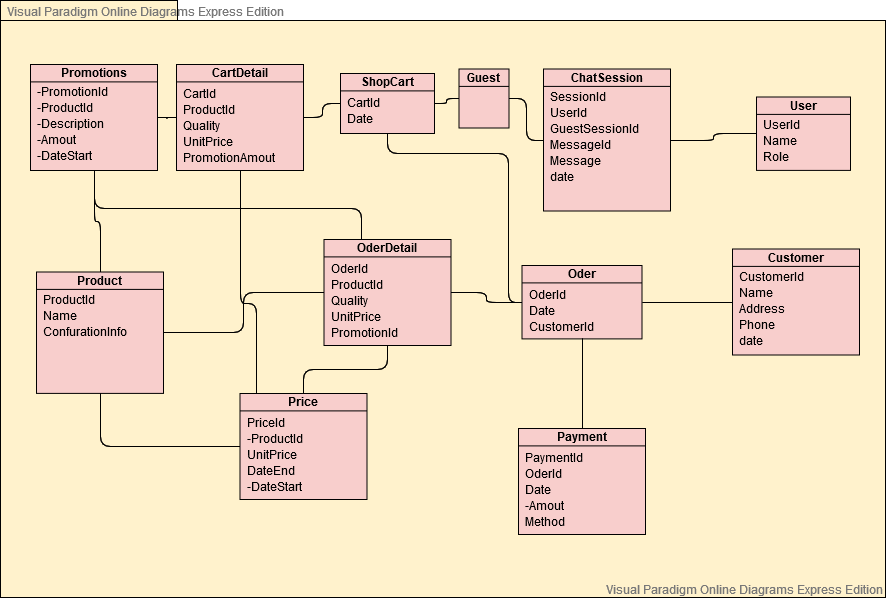 Visual Paradigm Online Diagrams Express Edition
Promotions
-PromotionId
-ProductId
-Description
-Amout
-DateStart
CartDetail
CartId
ProductId
Quality
UnitPrice
PromotionAmout
ShopCart
CartId
Date
Guest
ChatSession
SessionId
UserId
GuestSessionId
MessageId
Message
date
User
UserId
Name
Role
Product
ProductId
Name
ConfurationInfo
OderDetail
OderId
ProductId
Quality
UnitPrice
PromotionId
Oder
OderId
Date
CustomerId
Customer
CustomerId
Name
Address
Phone
date
Price
PriceId
-ProductId
UnitPrice
DateEnd
-DateStart
Payment
PaymentId
OderId
Date
-Amout
Method
Visual Paradigm Online Diagrams Express Edition